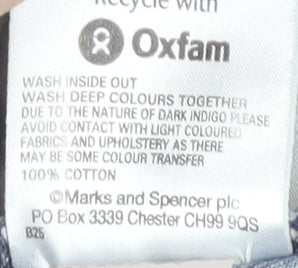 Recycle with
Oxfam
WASH INSIDE OUT
WASH DEEP COLOURS TOGETHER
DUE TO THE NATURE OF DARK INDIGO PLEASE
AVOID CONTACT WITH LIGHT COLOURED
FABRICS AND UPHOLSTERY AS THERE
MAY BE SOME COLOUR TRANSFER
100% COTTON
©Marks and Spencer plc
PO Box 3339 Chester CH99 9QS
B26